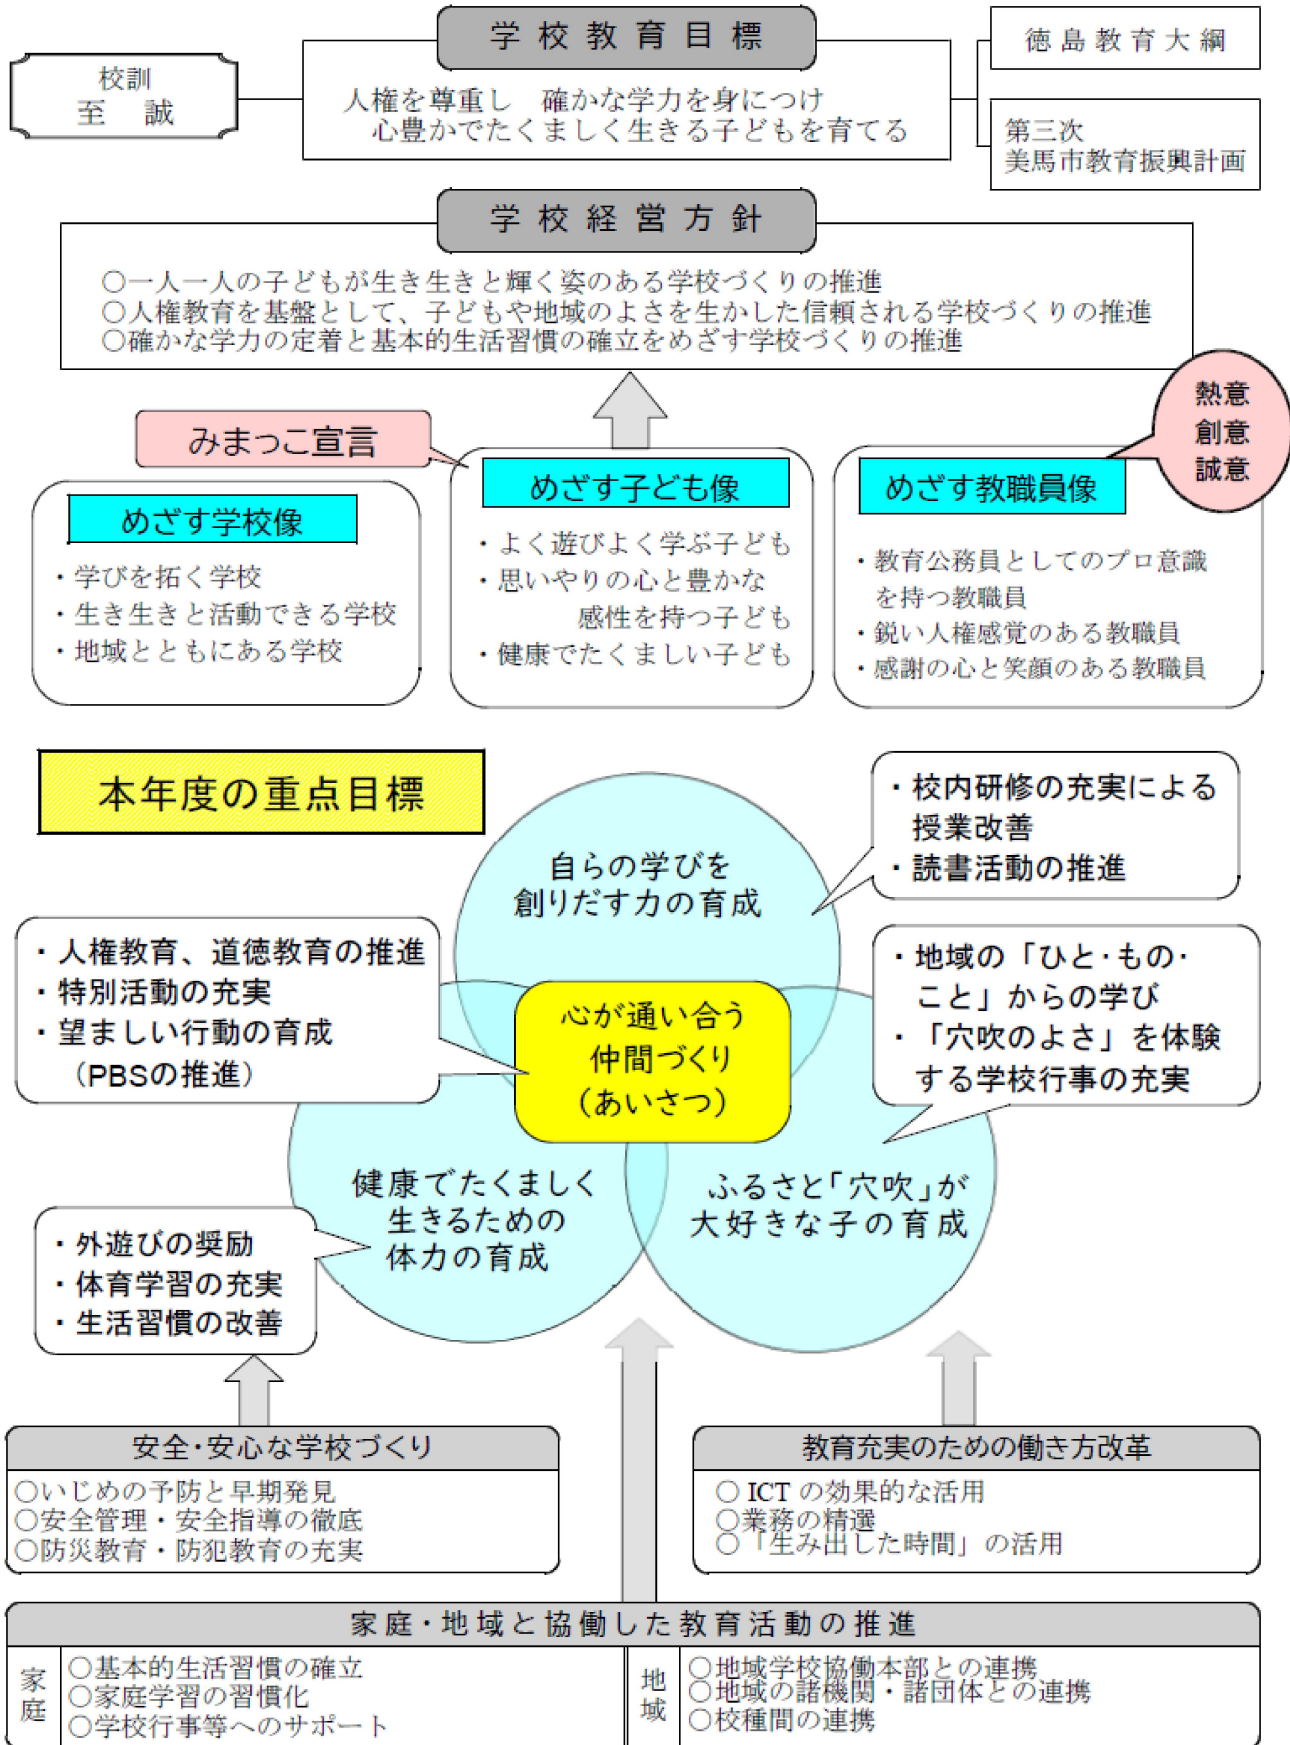 学校教育目標
徳島教育大綱
校訓
至　誠
人権を尊重し　確かな学力を身につけ
心豊かでたくましく生きる子どもを育てる
第三次
美馬市教育振興計画
学校経営方針
○一人一人の子どもが生き生きと輝く姿のある学校づくりの推進
○人権教育を基盤として、子どもや地域のよさを生かした信頼される学校づくりの推進
○確かな学力の定着と基本的生活習慣の確立をめざす学校づくりの推進
熱意
創意
誠意
みまっこ宣言
めざす学校像
・学びを拓く学校
・生き生きと活動できる学校
・地域とともにある学校
めざす子ども像
・よく遊びよく学ぶ子ども
・思いやりの心と豊かな
感性を持つ子ども
・健康でたくましい子ども
めざす教職員像
・教育公務員としてのプロ意識
を持つ教職員
・鋭い人権感覚のある教職員
・感謝の心と笑顔のある教職員
本年度の重点目標
自らの学びを
創りだす力の育成
・校内研修の充実による
授業改善
・読書活動の推進
・人権教育、道徳教育の推進
・特別活動の充実
・望ましい行動の育成
（PBSの推進）
心が通い合う
仲間づくり
（あいさつ）
・地域の「ひと・もの・
こと」からの学び
・「穴吹のよさ」を体験
する学校行事の充実
健康でたくましく
生きるための
体力の育成
ふるさと「穴吹」が
大好きな子の育成
・外遊びの奨励
・体育学習の充実
・生活習慣の改善
安全・安心な学校づくり
○いじめの予防と早期発見
○安全管理・安全指導の徹底
○防災教育・防犯教育の充実
教育充実のための働き方改革
○ ICT の効果的な活用
○業務の精選
○「生み出した時間」の活用
家庭・地域と協働した教育活動の推進
家庭
○基本的生活習慣の確立
○家庭学習の習慣化
○学校行事等へのサポート
地域
○地域学校協働本部との連携
○地域の諸機関・諸団体との連携
○校種間の連携